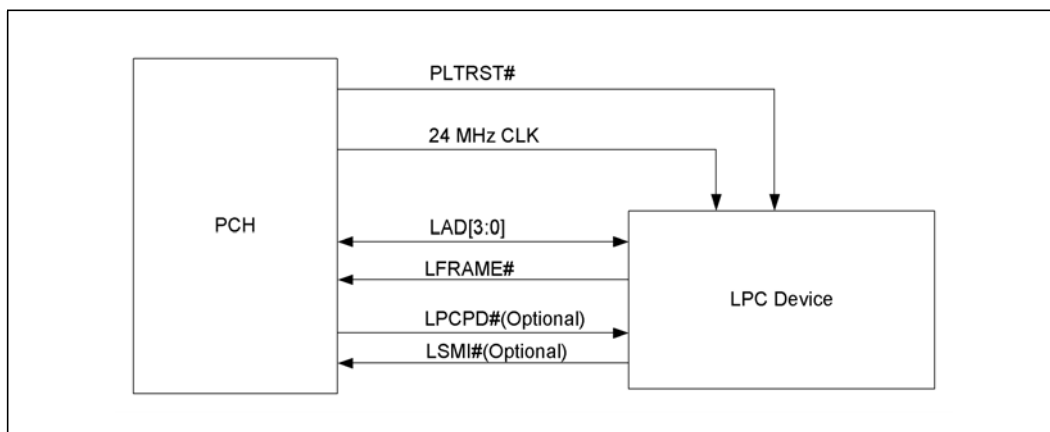 PLTRST#
24 MHz CLK
PCH
LAD[3:0]
LFRAME#
LPC Device
LPCPD#(Optional)
LSMI#(Optional)